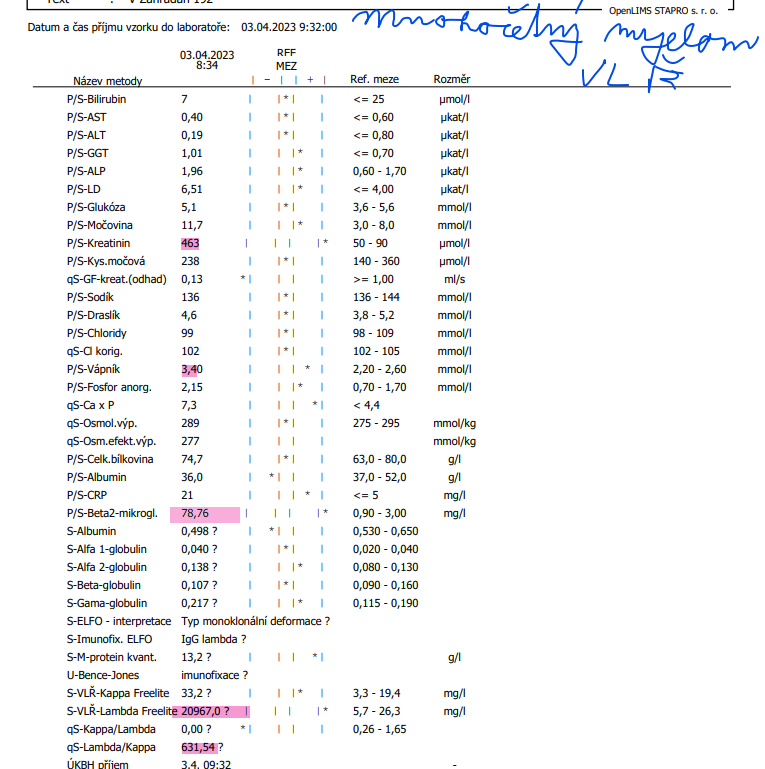 Text : V Zahradám 192
OpenLIMS STAPRO s. r. o.
mnohočetný myelom
VLŘ
Datum a čas příjmu vzorku do laboratoře: 03.04.2023 9:32:00
03.04.2023 REF
8:34 MEZ
Název metody | − | | + | Ref. meze Rozměr
P/S-Bilirubin 7 | |*| | <= 25 µmol/l
P/S-AST 0,40 | |*| | <= 0,60 µkat/l
P/S-ALT 0,19 | |*| | <= 0,80 µkat/l
P/S-GGT 1,01 | | |* | <= 0,70 µkat/l
P/S-ALP 1,96 | | |* | 0,60 - 1,70 µkat/l
P/S-LD 6,51 | | |* | <= 4,00 µkat/l
P/S-Glukóza 5,1 | |*| | 3,6 - 5,6 mmol/l
P/S-Močovina 11,7 | | |* | 3,0 - 8,0 mmol/l
P/S-Kreatinin 463 | | | |* 50 - 90 µmol/l
P/S-Kys.močová 238 | |*| | 140 - 360 µmol/l
qS-GF-kreat.(odhad) 0,13 *| | | | >= 1,00 ml/s
P/S-Sodík 136 | |*| | 136 - 144 mmol/l
P/S-Draslík 4,6 | |*| | 3,8 - 5,2 mmol/l
P/S-Chloridy 99 | |*| | 98 - 109 mmol/l
qS-Cl korig. 102 | |*| | 102 - 105 mmol/l
P/S-Vápník 3,40 | | | * | 2,20 - 2,60 mmol/l
P/S-Fosfor anorg. 2,15 | | |* | 0,70 - 1,70 mmol/l
qS-Ca x P 7,3 | | | *| < 4,4
qS-Osmol.výp. 289 | |*| | 275 - 295 mmol/kg
qS-Osm.efekt.výp. 277 | | | | mmol/kg
P/S-Celk.bílkovina 74,7 | |*| | 63,0 - 80,0 g/l
P/S-Albumin 36,0 | *| | | 37,0 - 52,0 g/l
P/S-CRP 21 | | | * | <= 5 mg/l
P/S-Beta2-mikrogl. 78,76 | | | |* 0,90 - 3,00 mg/l
S-Albumin 0,498 ? | *| | | 0,530 - 0,650
S-Alfa 1-globulin 0,040 ? | |*| | 0,020 - 0,040
S-Alfa 2-globulin 0,138 ? | | |* | 0,080 - 0,130
S-Beta-globulin 0,107 ? | |*| | 0,090 - 0,160
S-Gama-globulin 0,217 ? | | |* | 0,115 - 0,190
S-ELFO - interpretace Typ monoklonální deformace ?
S-Imunofix. ELFO IgG lambda ?
S-M-protein kvant. 13,2 ? | | | *| g/l
U-Bence-Jones imunofixace ?
S-VLŘ-Kappa Freelite 33,2 ? | | |* | 3,3 - 19,4 mg/l
S-VLŘ-Lambda Freelite 20967,0 ? | | | |* 5,7 - 26,3 mg/l
qS-Kappa/Lambda 0,00 ? *| | | | 0,26 - 1,65
qS-Lambda/Kappa 631,54 ?
ÚKBH příjem 3.4. 09:32 -